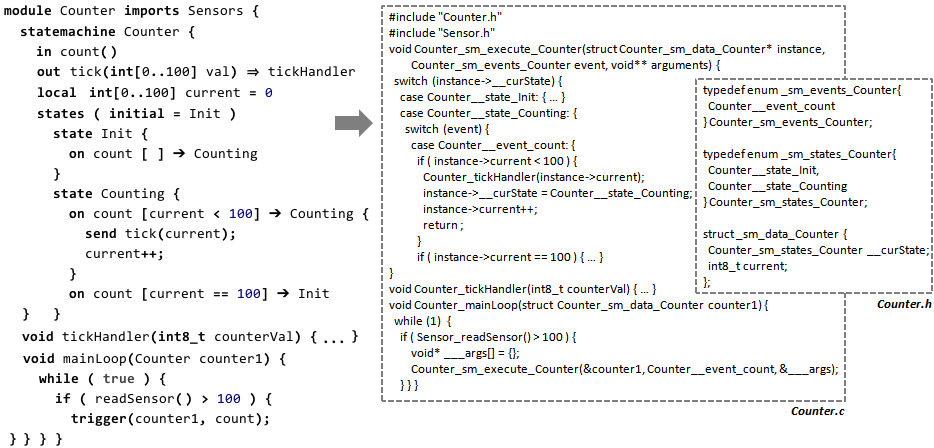 module Counter imports Sensors {
statemachine Counter {
in count()
out tick(int[0..100] val) ⇒ tickHandler
local int[0..100] current = 0
states ( initial = Init )
state Init {
on count [ ] → Counting
}
state Counting {
on count [current < 100] → Counting {
send tick(current);
current++;
}
on count [current == 100] → Init
} }
void tickHandler(int8_t counterVal) { ... }
void mainLoop(Counter counter1) {
while ( true ) {
if ( readSensor() > 100 ) {
trigger(counter1, count);
} } } }
#include "Counter.h"
#include "Sensor.h"
void Counter_sm_execute_Counter(struct Counter_sm_data_Counter* instance,
Counter_sm_events_Counter event, void** arguments) {
switch (instance->__curState) {
case Counter__state_Init: { ... }
case Counter__state_Counting: {
switch (event) {
case Counter__event_count: {
if ( instance->current < 100 ) {
Counter_tickHandler(instance->current);
instance->__curState = Counter__state_Counting;
instance->current++;
return ;
}
if ( instance->current == 100 ) { ... }
}
void Counter_tickHandler(int8_t counterVal) { ... }
void Counter_mainLoop(struct Counter_sm_data_Counter counter1) {
while (1) {
if ( Sensor_readSensor() > 100 ) {
void* ___args[] = {};
Counter_sm_execute_Counter(&counter1, Counter__event_count, &___args);
} } }
Counter.c
typedef enum _sm_events_Counter{
Counter__event_count
} Counter_sm_events_Counter;
typedef enum _sm_states_Counter{
Counter__state_Init,
Counter__state_Counting
} Counter_sm_states_Counter;
struct _sm_data_Counter {
Counter_sm_states_Counter __curState;
int8_t current;
};
Counter.h